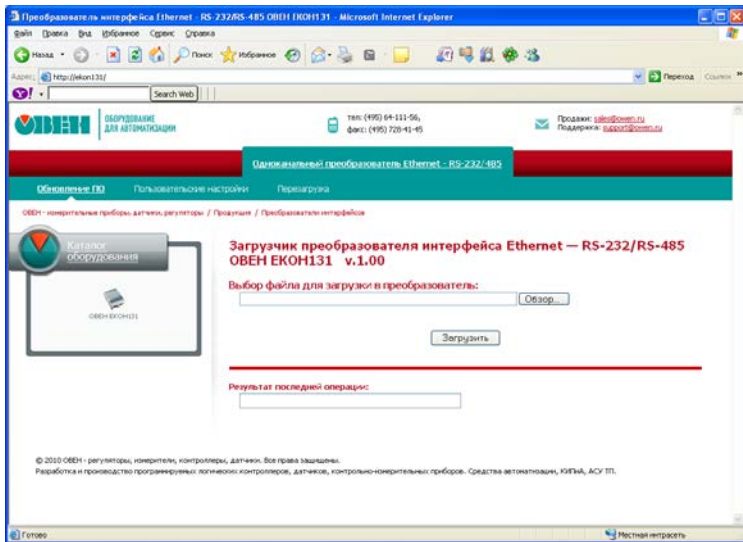 Преобразователь интерфейса Ethernet - RS-232/RS-485 ОВЕН ЕКОН131 - Microsoft Internet Explorer
Файл Правка Вид Избранное Сервис Справка
Назад Поиск Избранное
Адрес: http://ekon131/ Переход Ссылки
Y! Search Web
ОВЕН ОБОРУДОВАНИЕ
ДЛЯ АВТОМАТИЗАЦИИ
тел: (495) 64-111-56,
факс: (495) 728-41-45
Продажи: sales@owen.ru
Поддержка: support@owen.ru
Одноканальный преобразователь Ethernet - RS-232/485
Обновление ПО Пользовательские настройки Перезагрузка
ОВЕН - измерительные приборы, датчики, регуляторы / Продукция / Преобразователи интерфейсов
Каталог
оборудования
ОВЕН ЕКОН131
Загрузчик преобразователя интерфейса Ethernet — RS-232/RS-485
ОВЕН ЕКОН131 v.1.00
Выбор файла для загрузки в преобразователь:
Обзор...
Загрузить
Результат последней операции:
© 2010 ОВЕН - регуляторы, измерители, контроллеры, датчики. Все права защищены.
Разработка и производство программируемых логических контроллеров, датчиков, контрольно-измерительных приборов. Средства автоматизации, КИПиА, АСУ ТП.
Готово
Местная интрасеть